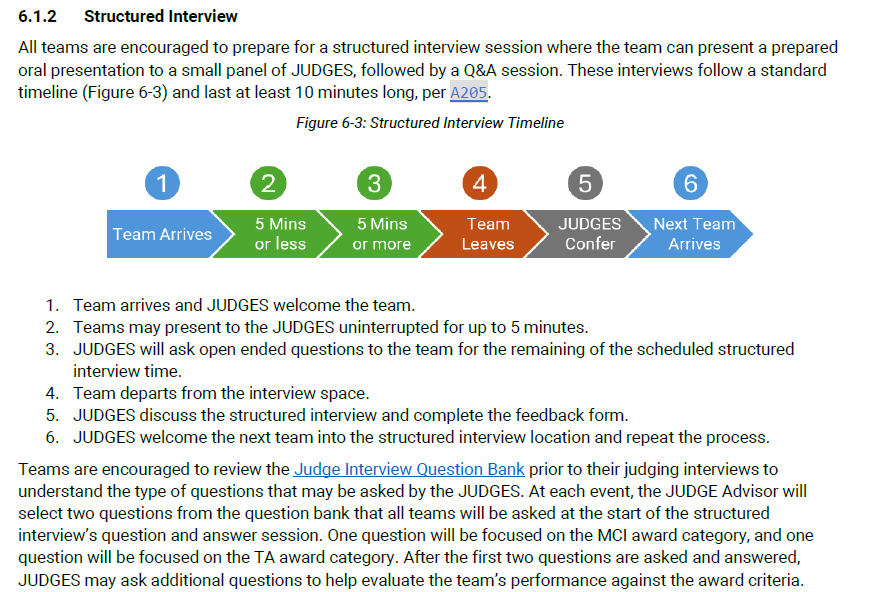 6.1.2 Structured Interview
All teams are encouraged to prepare for a structured interview session where the team can present a prepared
oral presentation to a small panel of JUDGES, followed by a Q&A session. These interviews follow a standard
timeline (Figure 6-3) and last at least 10 minutes long, per A205.
Figure 6-3: Structured Interview Timeline
1 2 3 4 5 6
Team Arrives
5 Mins
or less
5 Mins
or more
Team
Leaves
JUDGES
Confer
Next Team
Arrives
1. Team arrives and JUDGES welcome the team.
2. Teams may present to the JUDGES uninterrupted for up to 5 minutes.
3. JUDGES will ask open ended questions to the team for the remaining of the scheduled structured
interview time.
4. Team departs from the interview space.
5. JUDGES discuss the structured interview and complete the feedback form.
6. JUDGES welcome the next team into the structured interview location and repeat the process.
Teams are encouraged to review the Judge Interview Question Bank prior to their judging interviews to
understand the type of questions that may be asked by the JUDGES. At each event, the JUDGE Advisor will
select two questions from the question bank that all teams will be asked at the start of the structured
interview's question and answer session. One question will be focused on the MCI award category, and one
question will be focused on the TA award category. After the first two questions are asked and answered,
JUDGES may ask additional questions to help evaluate the team's performance against the award criteria.